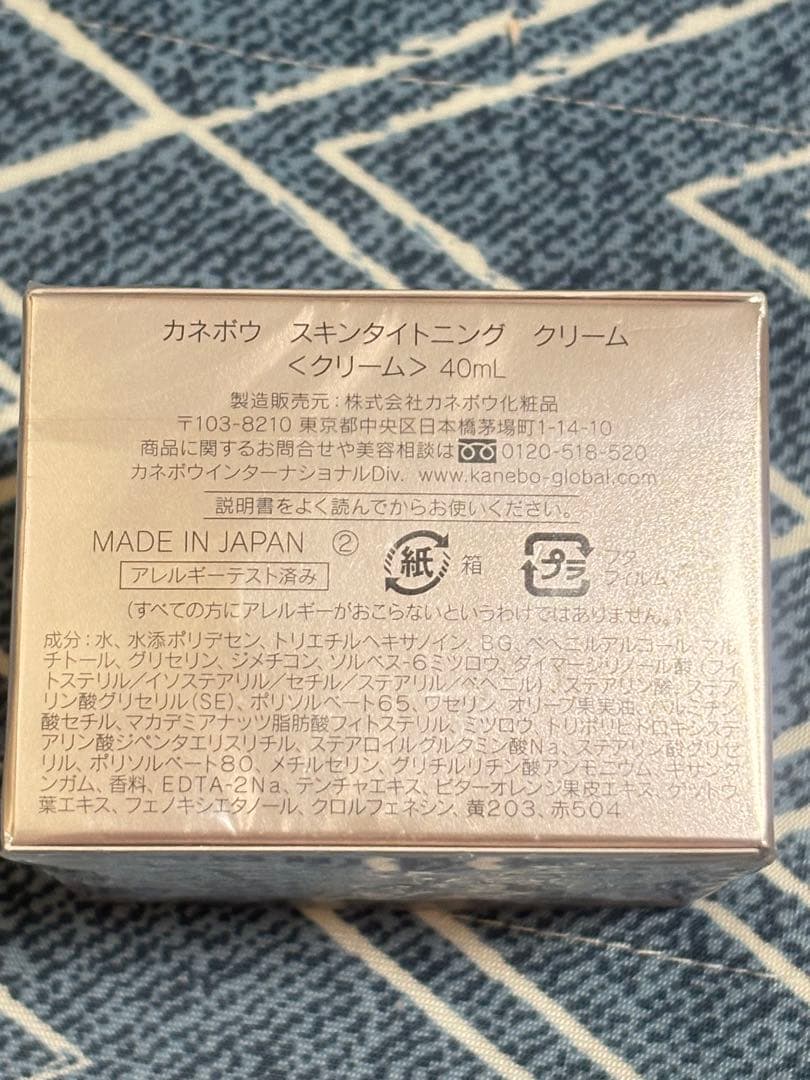 カネボウ スキンタイトニング クリーム
<クリーム> 40mL
製造販売元:株式会社カネボウ化粧品
〒103-8210 東京都中央区日本橋茅場町1-14-10
商品に関するお問合せや美容相談は 0120-518-520
カネボウインターナショナルDiv. www.kanebo-global.com
説明書をよく読んでからお使いください。
MADE IN JAPAN ② 紙 箱 プラ フタ
フィルム
アレルギーテスト済み
(すべての方にアレルギーがおこらないというわけではありません。)
成分:水、水添ポリデセン、トリエチルヘキサノイン、BG、ベヘニルアルコール、マル
チトール、グリセリン、ジメチコン、ソルベス-6ミツロウ、ダイマージリノール酸(フィ
トステリル/イソステアリル/セチル/ステアリル/ベヘニル)、ステアリン酸、ステア
リン酸グリセリル(SE)、ポリソルベート65、ワセリン、オリーブ果実油、パルミチン
酸セチル、マカデミアナッツ脂肪酸フィトステリル、ミツロウ、トリポリヒドロキシステ
アリン酸ジペンタエリスリチル、ステアロイルグルタミン酸Na、ステアリン酸グリセ
リル、ポリソルベート80、メチルセリン、グリチルリチン酸アンモニウム、キサンタ
ンガム、香料、EDTA-2Na、テンチャエキス、ビターオレンジ果皮エキス、ゲットウ
葉エキス、フェノキシエタノール、クロルフェネシン、黄203、赤504